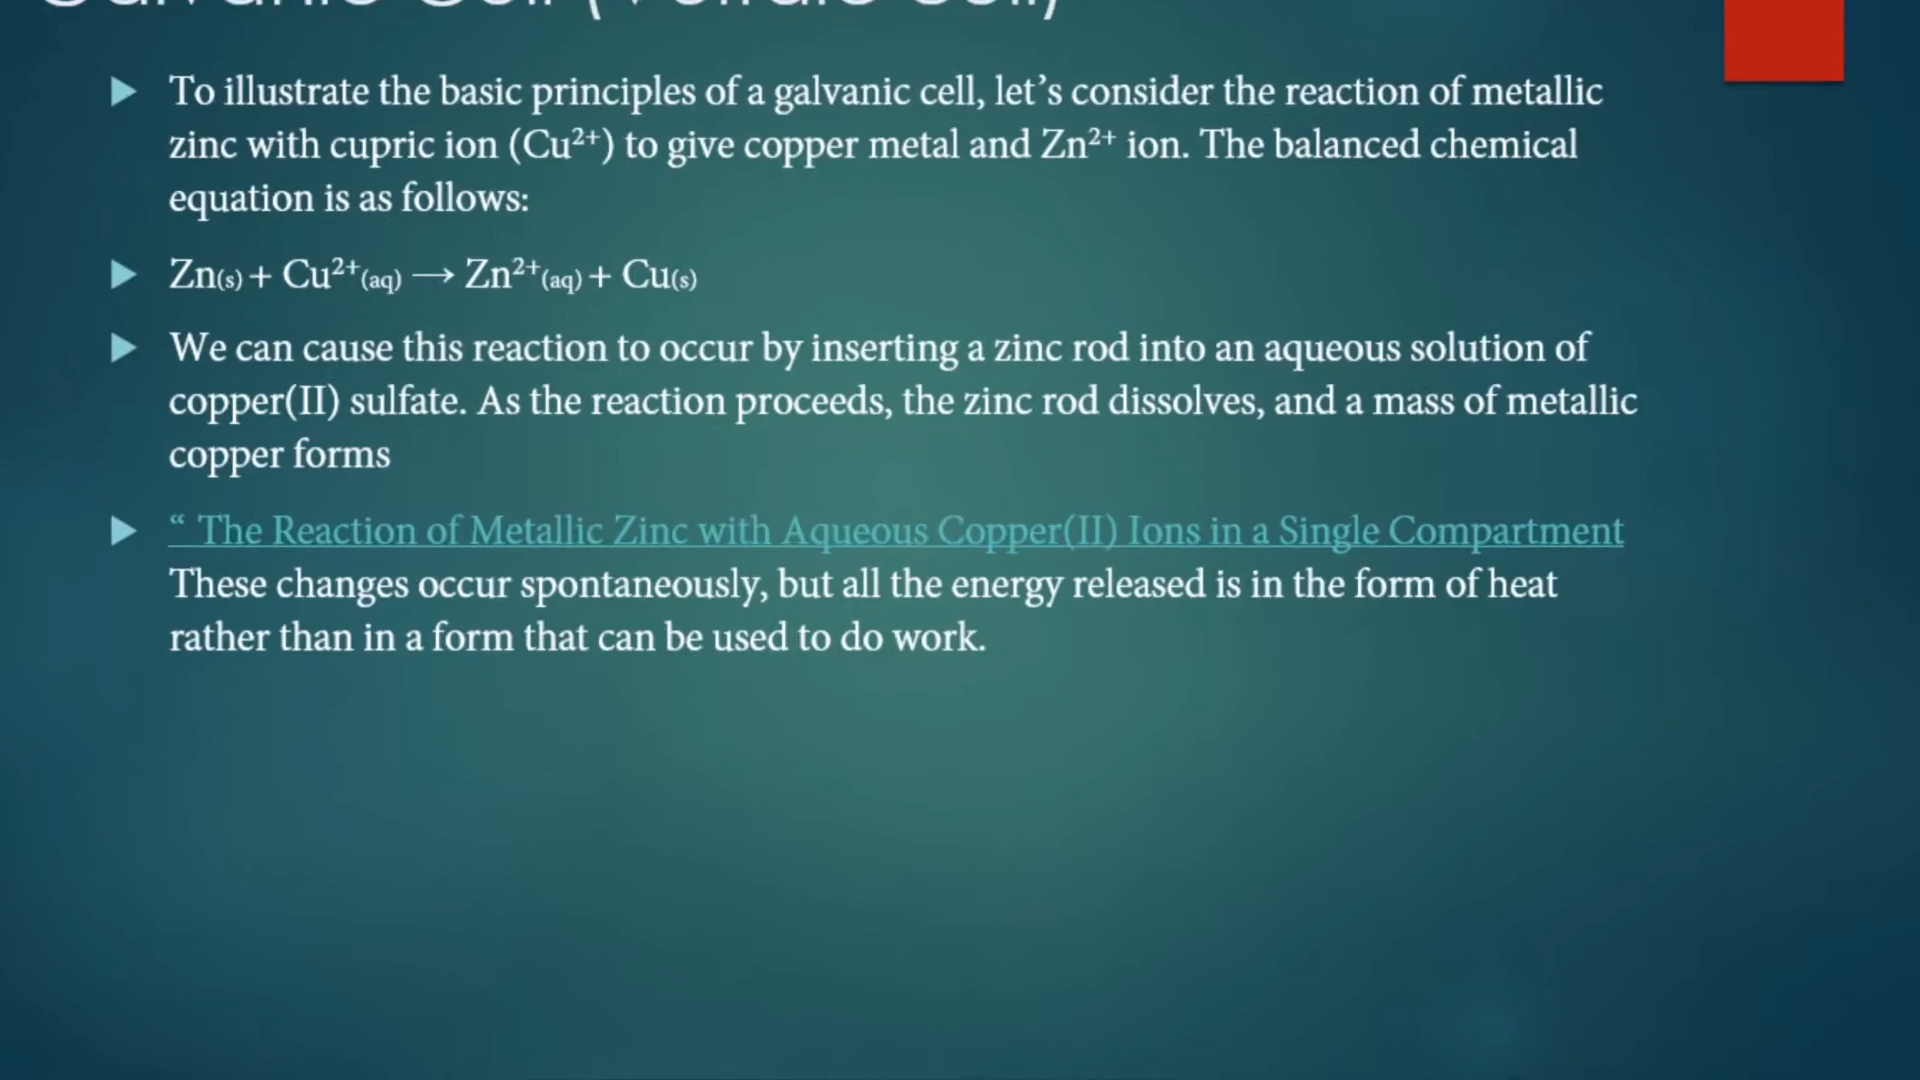 Galvanic Cell (Voltaic Cell)
To illustrate the basic principles of a galvanic cell, let’s consider the reaction of metallic
zinc with cupric ion (Cu²⁺) to give copper metal and Zn²⁺ ion. The balanced chemical
equation is as follows:
Zn(s) + Cu²⁺(aq) → Zn²⁺(aq) + Cu(s)
We can cause this reaction to occur by inserting a zinc rod into an aqueous solution of
copper(II) sulfate. As the reaction proceeds, the zinc rod dissolves, and a mass of metallic
copper forms
“ The Reaction of Metallic Zinc with Aqueous Copper(II) Ions in a Single Compartment
These changes occur spontaneously, but all the energy released is in the form of heat
rather than in a form that can be used to do work.